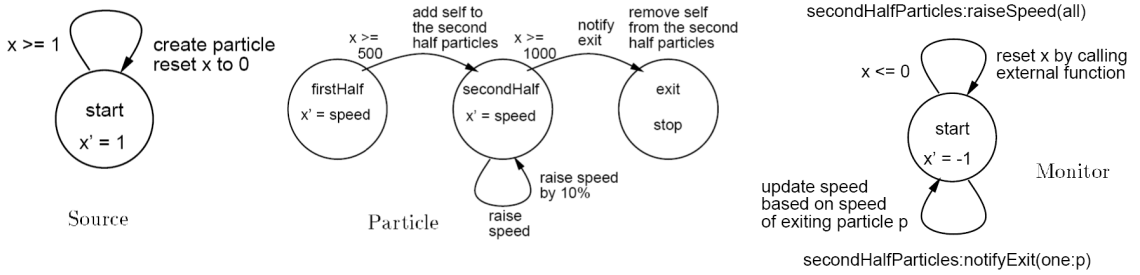 x >= 1
create particle
reset x to 0
start
x' = 1
Source
x >=
500
add self to
the second
half particles
x >=
1000
notify
exit
remove self
from the second
half particles
firstHalf
x' = speed
secondHalf
x' = speed
exit
stop
raise speed
by 10%
raise
speed
Particle
secondHalfParticles:raiseSpeed(all)
x <= 0
reset x by calling
external function
start
x' = -1
Monitor
update speed
based on speed
of exiting particle p
secondHalfParticles:notifyExit(one:p)